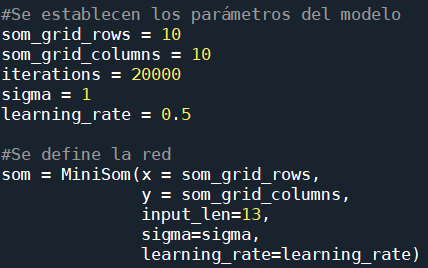 #Se establecen los parámetros del modelo
som_grid_rows = 10
som_grid_columns = 10
iterations = 20000
sigma = 1
learning_rate = 0.5
#Se define la red
som = MiniSom(x = som_grid_rows,
y = som_grid_columns,
input_len=13,
sigma=sigma,
learning_rate=learning_rate)